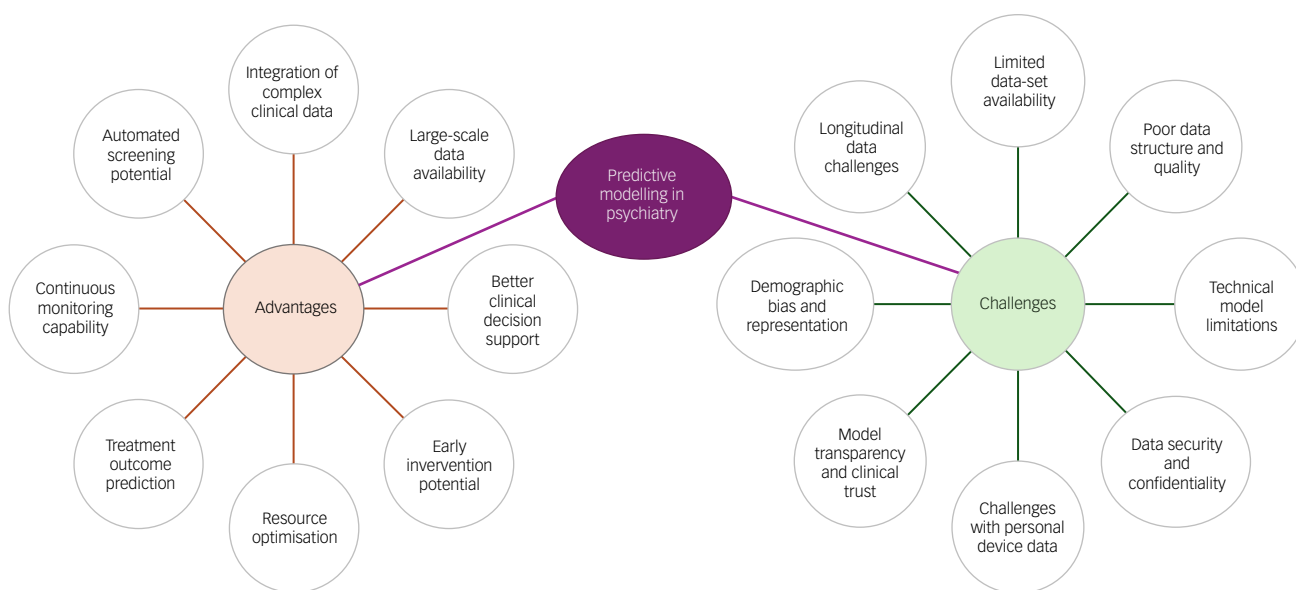 Integration of
complex
clinical data
Automated
screening
potential
Large-scale
data
availability
Continuous
monitoring
capability
Advantages
Better
clinical
decision
support
Treatment
outcome
prediction
Resource
optimisation
Early
invervention
potential
Predictive
modelling in
psychiatry
Limited
data-set
availability
Longitudinal
data
challenges
Poor data
structure and
quality
Demographic
bias and
representation
Challenges
Technical
model
limitations
Model
transparency
and clinical
trust
Challenges
with personal
device data
Data security
and
confidentiality